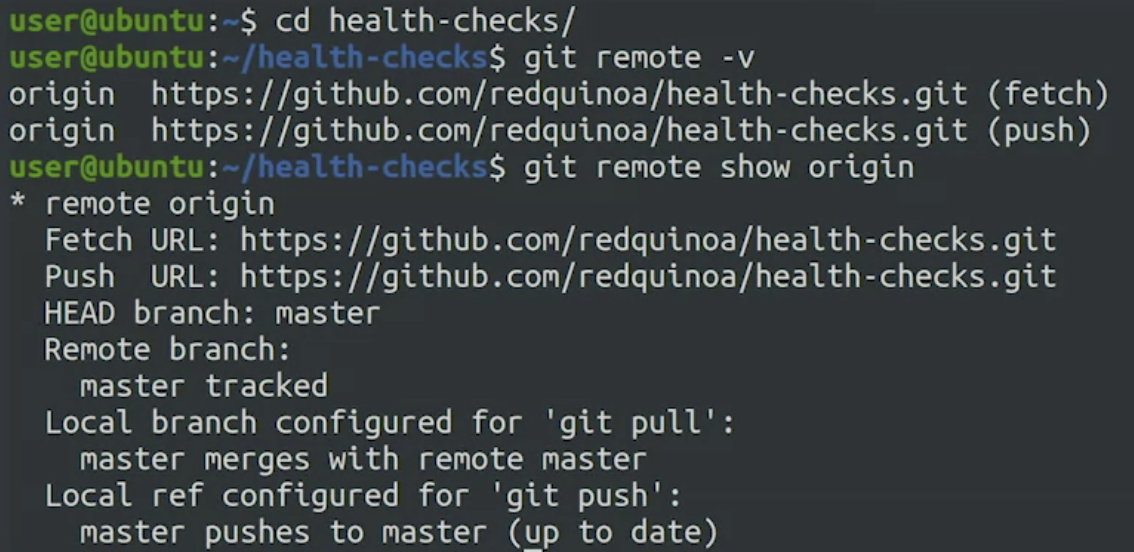 user@ubuntu:~$ cd health-checks/
user@ubuntu:~/health-checks$ git remote -v
origin  https://github.com/redquinoa/health-checks.git (fetch)
origin  https://github.com/redquinoa/health-checks.git (push)
user@ubuntu:~/health-checks$ git remote show origin
* remote origin
  Fetch URL: https://github.com/redquinoa/health-checks.git
  Push  URL: https://github.com/redquinoa/health-checks.git
  HEAD branch: master
  Remote branch:
    master tracked
  Local branch configured for 'git pull':
    master merges with remote master
  Local ref configured for 'git push':
    master pushes to master (up to date)